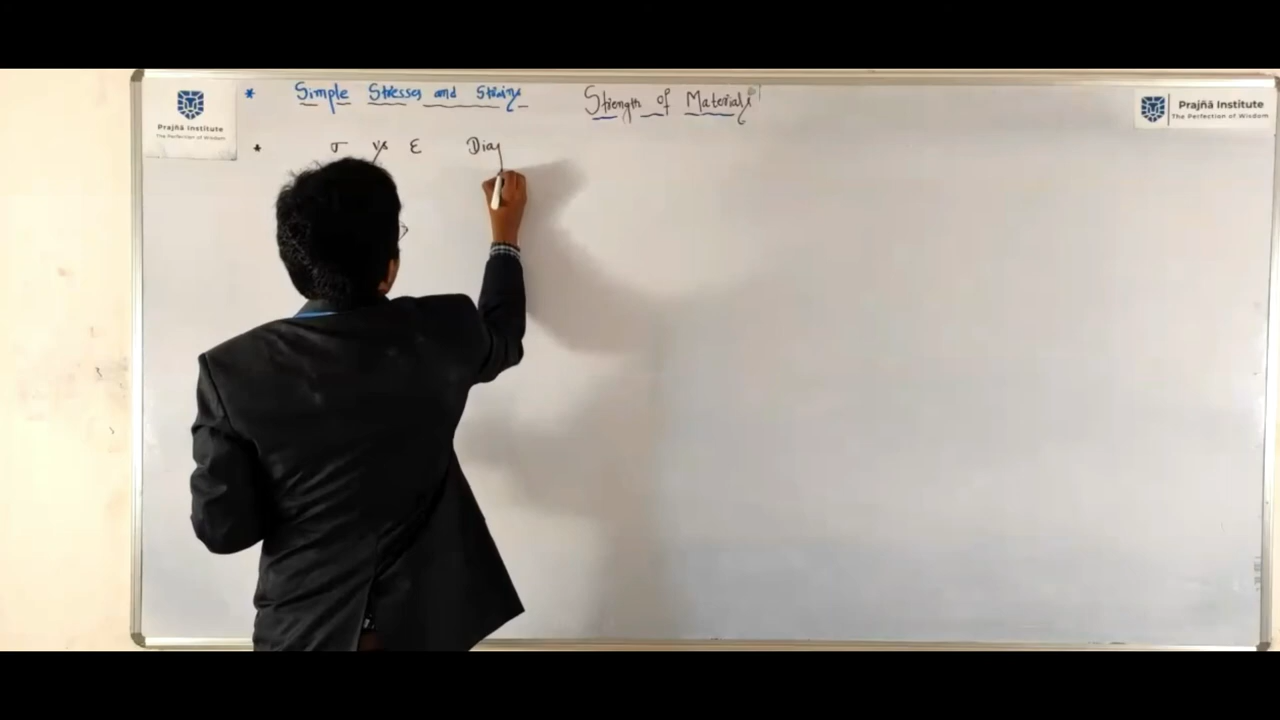 * Simple Stresses and Strains Strength of Materials
Prajñā Institute
The Perfection of Wisdom
Prajñā Institute
The Perfection of Wisdom
* σ vs ε Diag